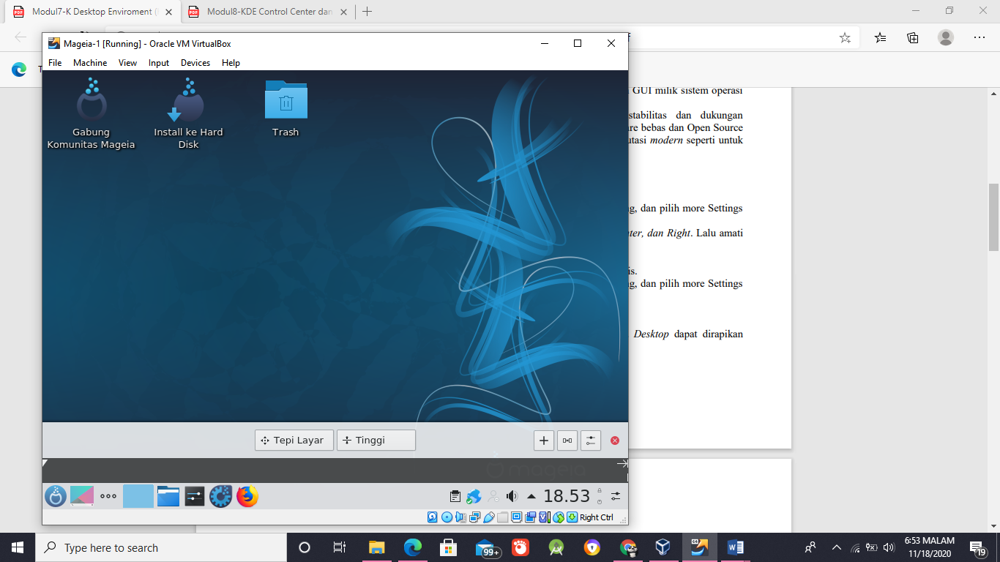 Modul7-K Desktop Enviroment (
Modul8-KDE Control Center dan
Mageia-1 [Running] - Oracle VM VirtualBox
File Machine View Input Devices Help
Gabung
Komunitas Mageia
Install ke Hard
Disk
Trash
GUI milik sistem operasi
stabilitas dan dukungan
re bebas dan Open Source
utasi modern seperti untuk
ng, dan pilih more Settings
nter, dan Right. Lalu amati
is.
ng, dan pilih more Settings
Desktop dapat dirapikan
Tepi Layar
Tinggi
mageia
18.53
Right Ctrl
Type here to search
99+
6:53 MALAM
11/18/2020
19